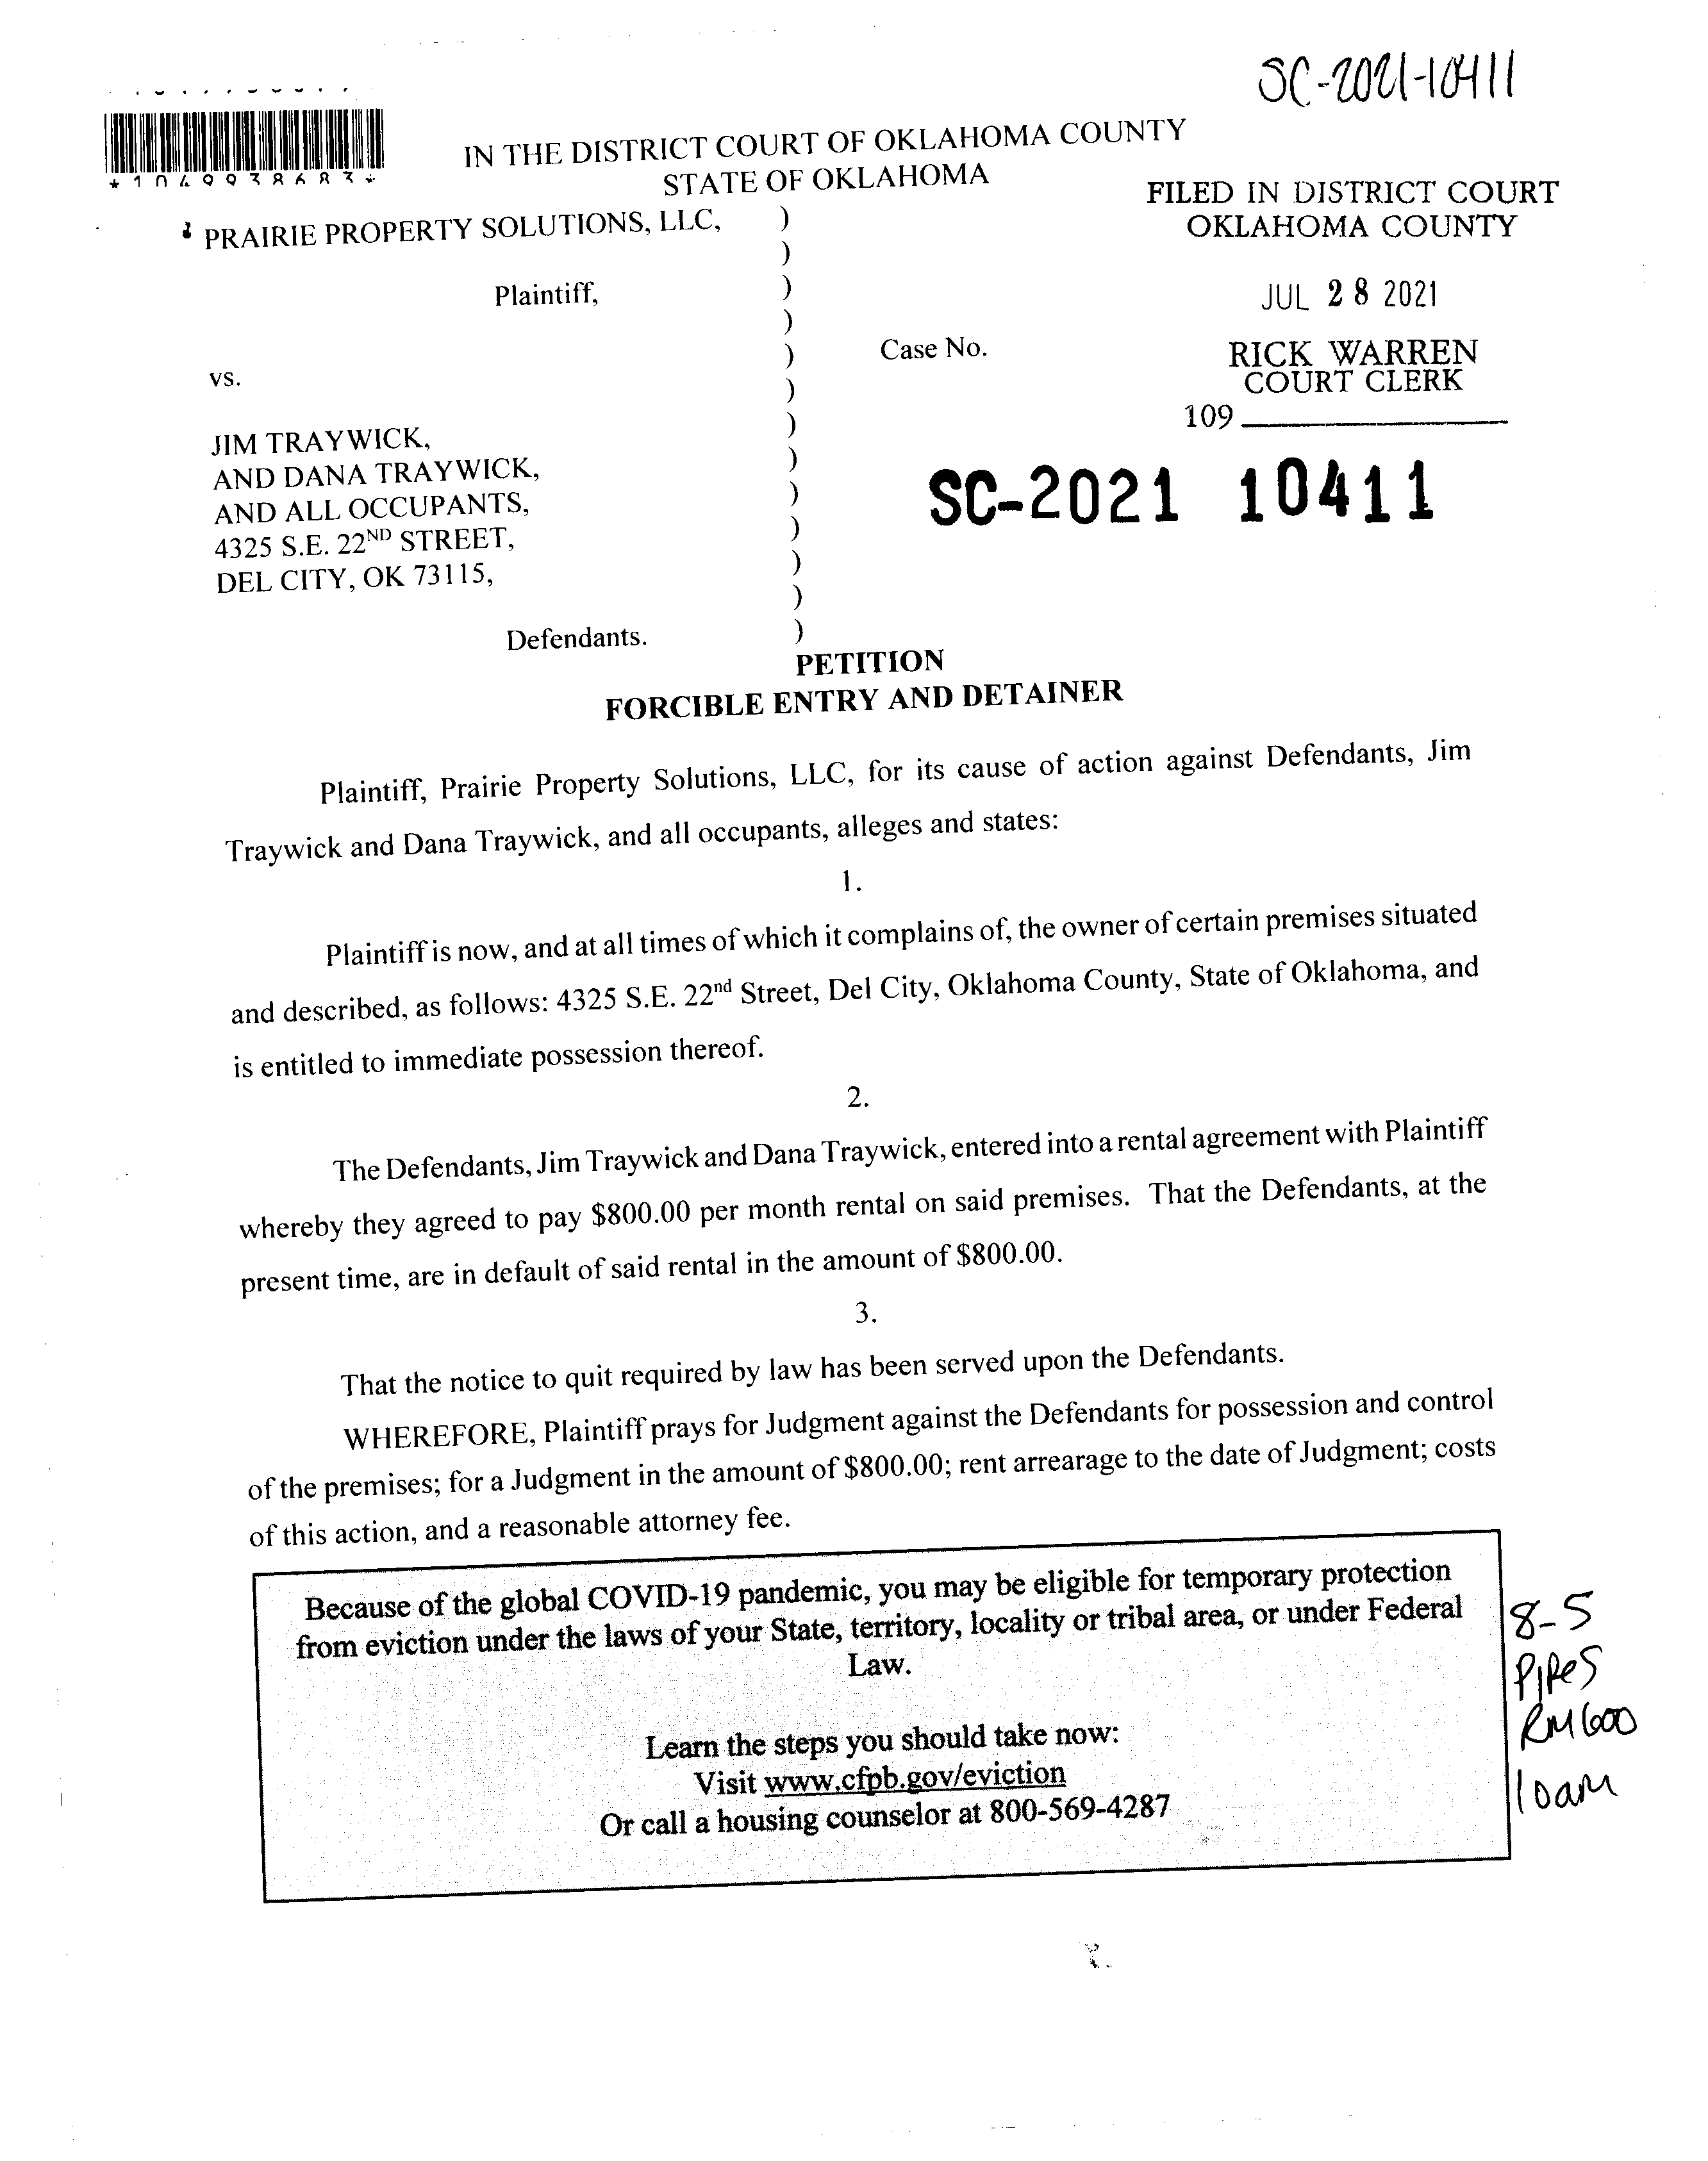 SC-2021-10411
*1049938683*
IN THE DISTRICT COURT OF OKLAHOMA COUNTY
STATE OF OKLAHOMA
FILED IN DISTRICT COURT
OKLAHOMA COUNTY
PRAIRIE PROPERTY SOLUTIONS, LLC, )
)
Plaintiff, )
JUL 28 2021
)
Case No.
)
RICK WARREN
COURT CLERK
vs.
)
109
)
JIM TRAYWICK,
AND DANA TRAYWICK, )
AND ALL OCCUPANTS, )
4325 S.E. 22ND STREET, )
DEL CITY, OK 73115, )
SC-2021 10411
)
Defendants. )
PETITION
FORCIBLE ENTRY AND DETAINER
Plaintiff, Prairie Property Solutions, LLC, for its cause of action against Defendants, Jim
Traywick and Dana Traywick, and all occupants, alleges and states:
1.
Plaintiff is now, and at all times of which it complains of, the owner of certain premises situated
and described, as follows: 4325 S.E. 22nd Street, Del City, Oklahoma County, State of Oklahoma, and
is entitled to immediate possession thereof.
2.
The Defendants, Jim Traywick and Dana Traywick, entered into a rental agreement with Plaintiff
whereby they agreed to pay $800.00 per month rental on said premises. That the Defendants, at the
present time, are in default of said rental in the amount of $800.00.
3.
That the notice to quit required by law has been served upon the Defendants.
WHEREFORE, Plaintiff prays for Judgment against the Defendants for possession and control
of the premises; for a Judgment in the amount of $800.00; rent arrearage to the date of Judgment; costs
of this action, and a reasonable attorney fee.
Because of the global COVID-19 pandemic, you may be eligible for temporary protection
from eviction under the laws of your State, territory, locality or tribal area, or under Federal
Law.
Learn the steps you should take now:
Visit www.cfpb.gov/eviction
Or call a housing counselor at 800-569-4287
8-5
PIPES
RM 600
10am